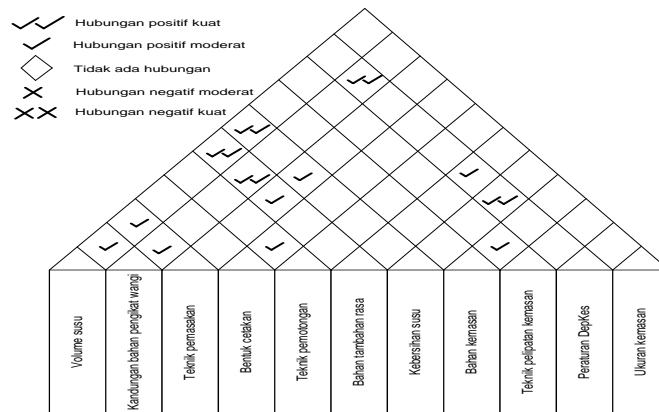 Hubungan positif kuat
Hubungan positif moderat
Tidak ada hubungan
Hubungan negatif moderat
Hubungan negatif kuat
Volume susu
Kandungan bahan pengikat wangi
Teknik pemasakan
Bentuk cetakan
Teknik pemotongan
Bahan tambahan rasa
Kebersihan susu
Bahan kemasan
Teknik pelipatan kemasan
Peraturan DepKes
Ukuran kemasan